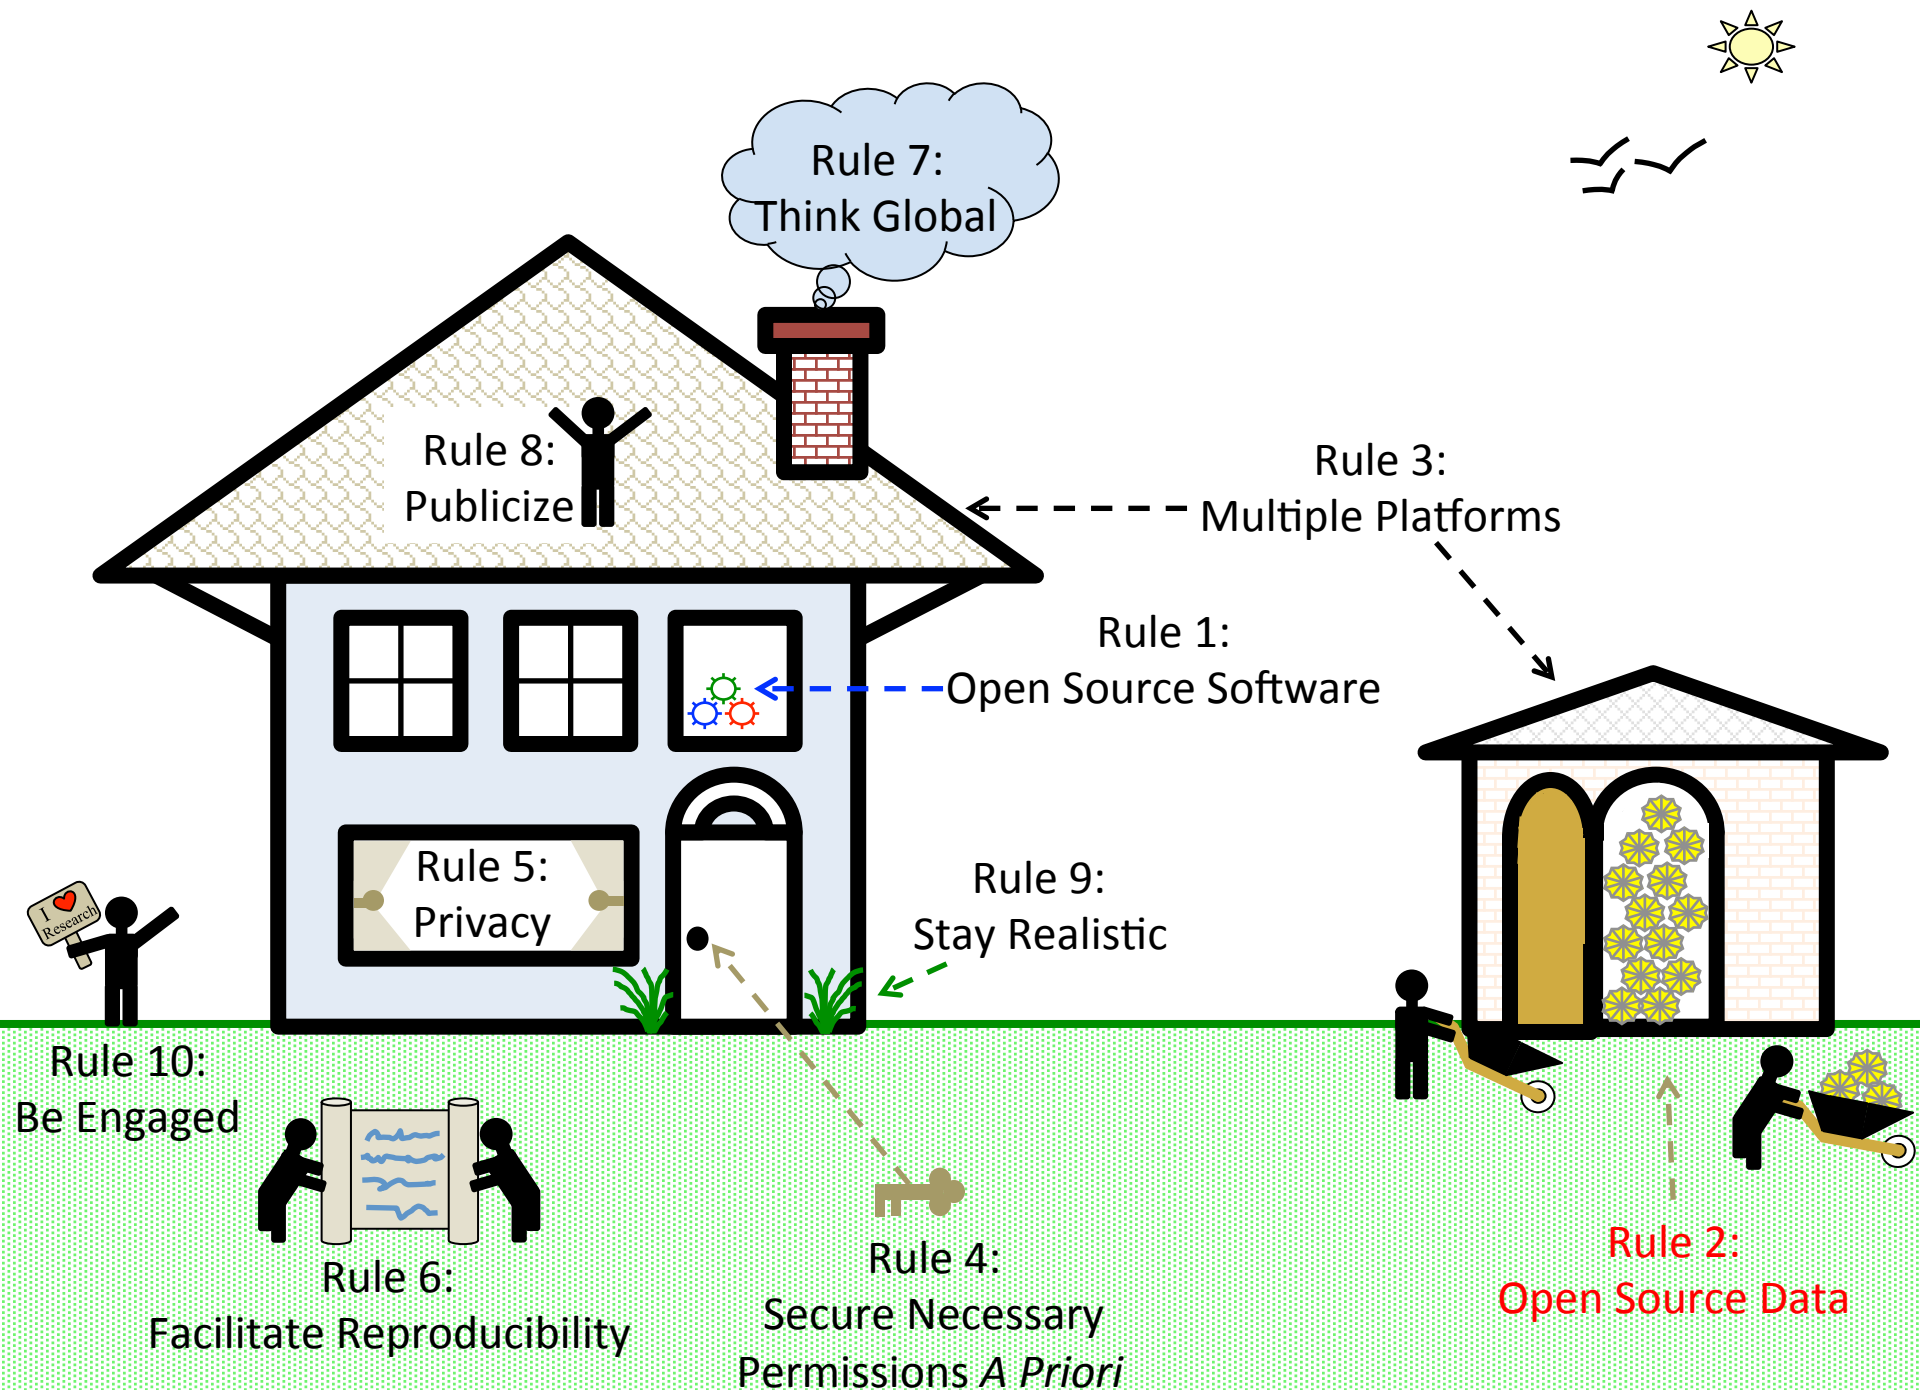 Rule 7:
Think Global
Rule 8:
Publicize
Rule 3:
Multiple Platforms
Rule 1:
Open Source Software
Rule 5:
Privacy
Rule 9:
Stay Realistic
I
Research
Rule 10:
Be Engaged
Rule 6:
Facilitate Reproducibility
Rule 4:
Secure Necessary
Permissions A Priori
Rule 2:
Open Source Data